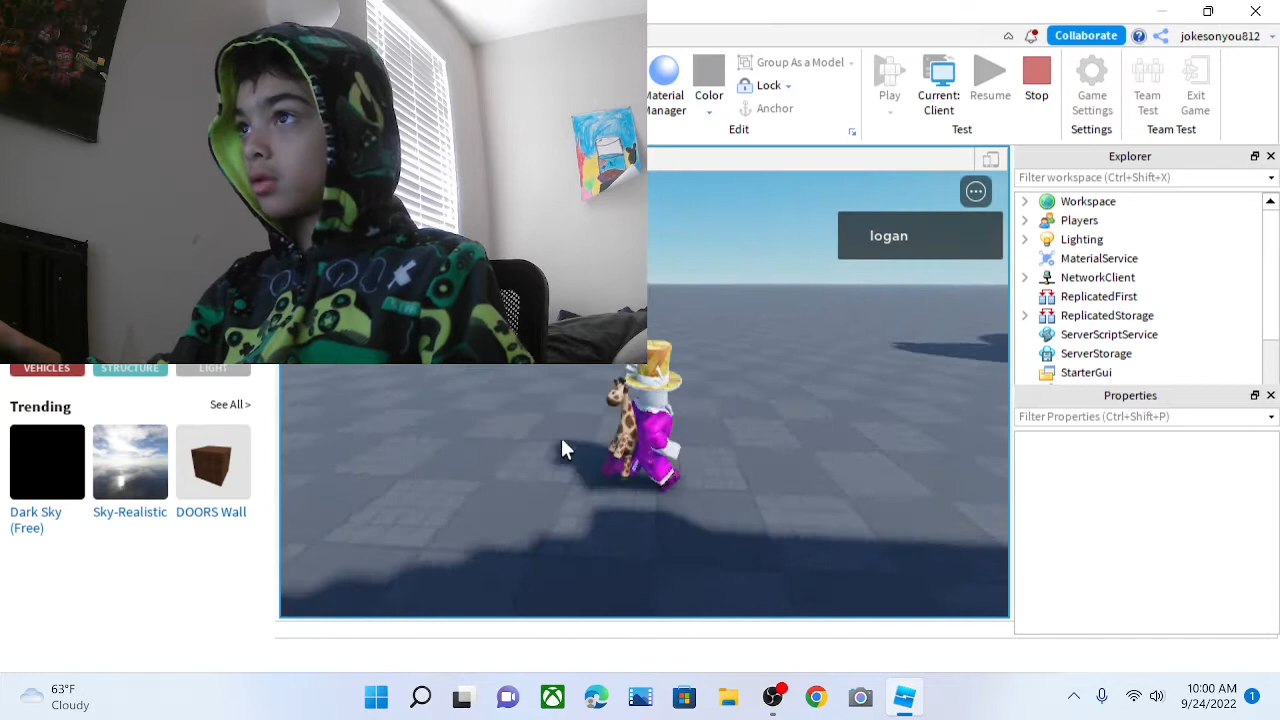 Collaborate
jokesonyou812
Material
Manager
Color
Group As a Model
Lock
Anchor
Edit
Play
Current:
Client
Resume
Stop
Test
Game
Settings
Settings
Team
Test
Exit
Game
Team Test
Explorer
Filter workspace (Ctrl+Shift+X)
Workspace
Players
Lighting
MaterialService
NetworkClient
ReplicatedFirst
ReplicatedStorage
ServerScriptService
ServerStorage
StarterGui
Properties
Filter Properties (Ctrl+Shift+P)
logan
VEHICLES
STRUCTURE
LIGHT
Trending
See All >
Dark Sky
(Free)
Sky-Realistic
DOORS Wall
63°F
Cloudy
10:00 AM
9/24/2022
1